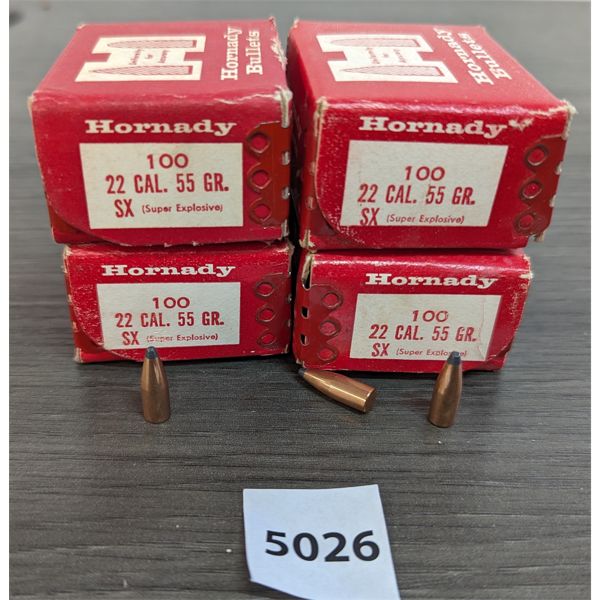 Hornady
Bullets
Hornady
Bullets
Hornady
100
22 CAL. 55 GR.
SX (Super Explosive)
Hornady
100
22 CAL. 55 GR.
SX (Super Explosive)
Hornady
100
22 CAL. 55 GR.
SX (Super Explosive)
Hornady
100
22 CAL. 55 GR.
SX (Super Explosive)
5026